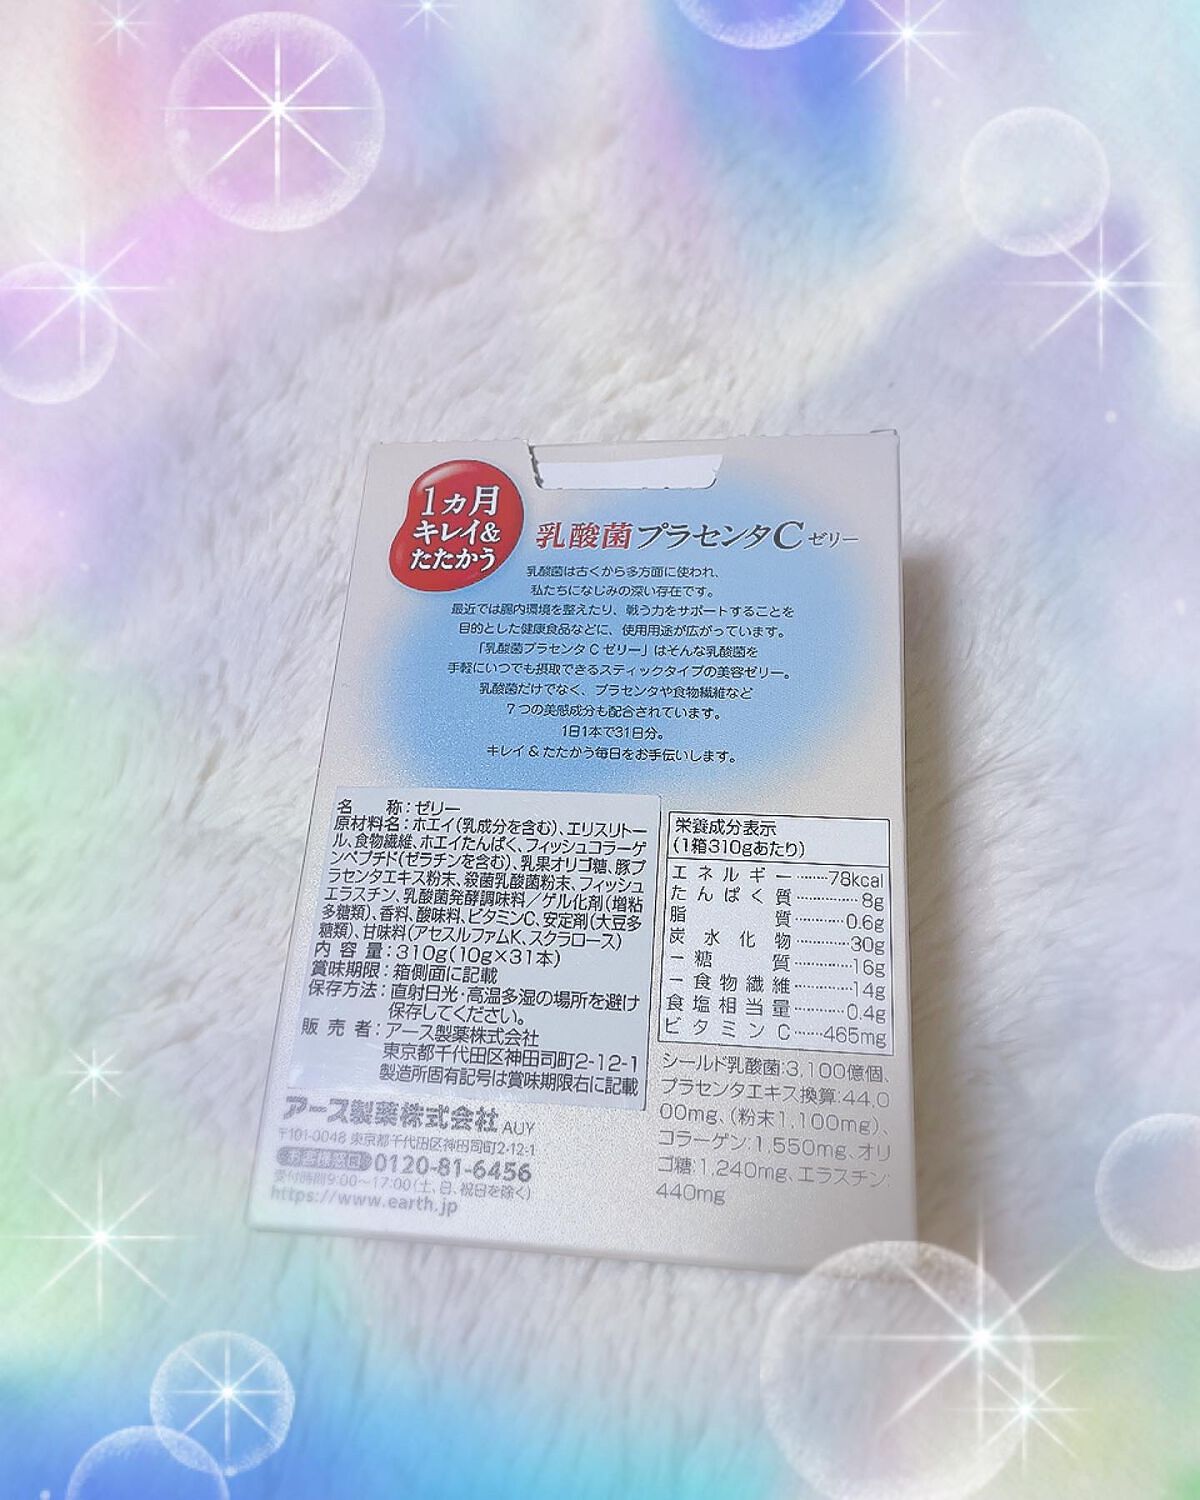 1ヵ月
キレイ&
たたかう
乳酸菌プラセンタCゼリー
乳酸菌は古くから多方面に使われ、
私たちになじみの深い存在です。
最近では腸内環境を整えたり、戦う力をサポートすることを
目的とした健康食品などに、使用用途が広がっています。
「乳酸菌プラセンタCゼリー」はそんな乳酸菌を
手軽にいつでも摂取できるスティックタイプの美容ゼリー。
乳酸菌だけでなく、プラセンタや食物繊維など
7つの美感成分も配合されています。
1日1本で31日分。
キレイ&たたかう毎日をお手伝いします。
名 称:ゼリー
原材料名:ホエイ(乳成分を含む)、エリスリトー
ル、食物繊維、ホエイたんぱく、フィッシュコラーゲ
ンペプチド(ゼラチンを含む)、乳果オリゴ糖、豚プ
ラセンタエキス粉末、殺菌乳酸菌粉末、フィッシュ
エラスチン、乳酸菌発酵調味料/ゲル化剤(増粘
多糖類)、香料、酸味料、ビタミンC、安定剤(大豆多
糖類)、甘味料(アセスルファムK、スクラロース)
内容量:310g(10g×31本)
賞味期限:箱側面に記載
保存方法:直射日光・高温多湿の場所を避け
保存してください。
販売者:アース製薬株式会社
東京都千代田区神田司町2-12-1
製造所固有記号は賞味期限右に記載
アース製薬株式会社 AUY
〒101-0048 東京都千代田区神田司町2-12-1
お客様窓口 0120-81-6456
受付時間9:00〜17:00(土、日、祝日を除く)
https://www.earth.jp
栄養成分表示
(1箱310gあたり)
エネルギー……78kcal
たんぱく質……8g
脂質……0.6g
炭水化物……30g
-糖質……16g
-食物繊維……14g
食塩相当量……0.4g
ビタミンC……465mg
シールド乳酸菌:3,100億個、
プラセンタエキス換算:44,0
00mg、(粉末1,100mg)、
コラーゲン:1,550mg、オリ
ゴ糖:1,240mg、エラスチン:
440mg